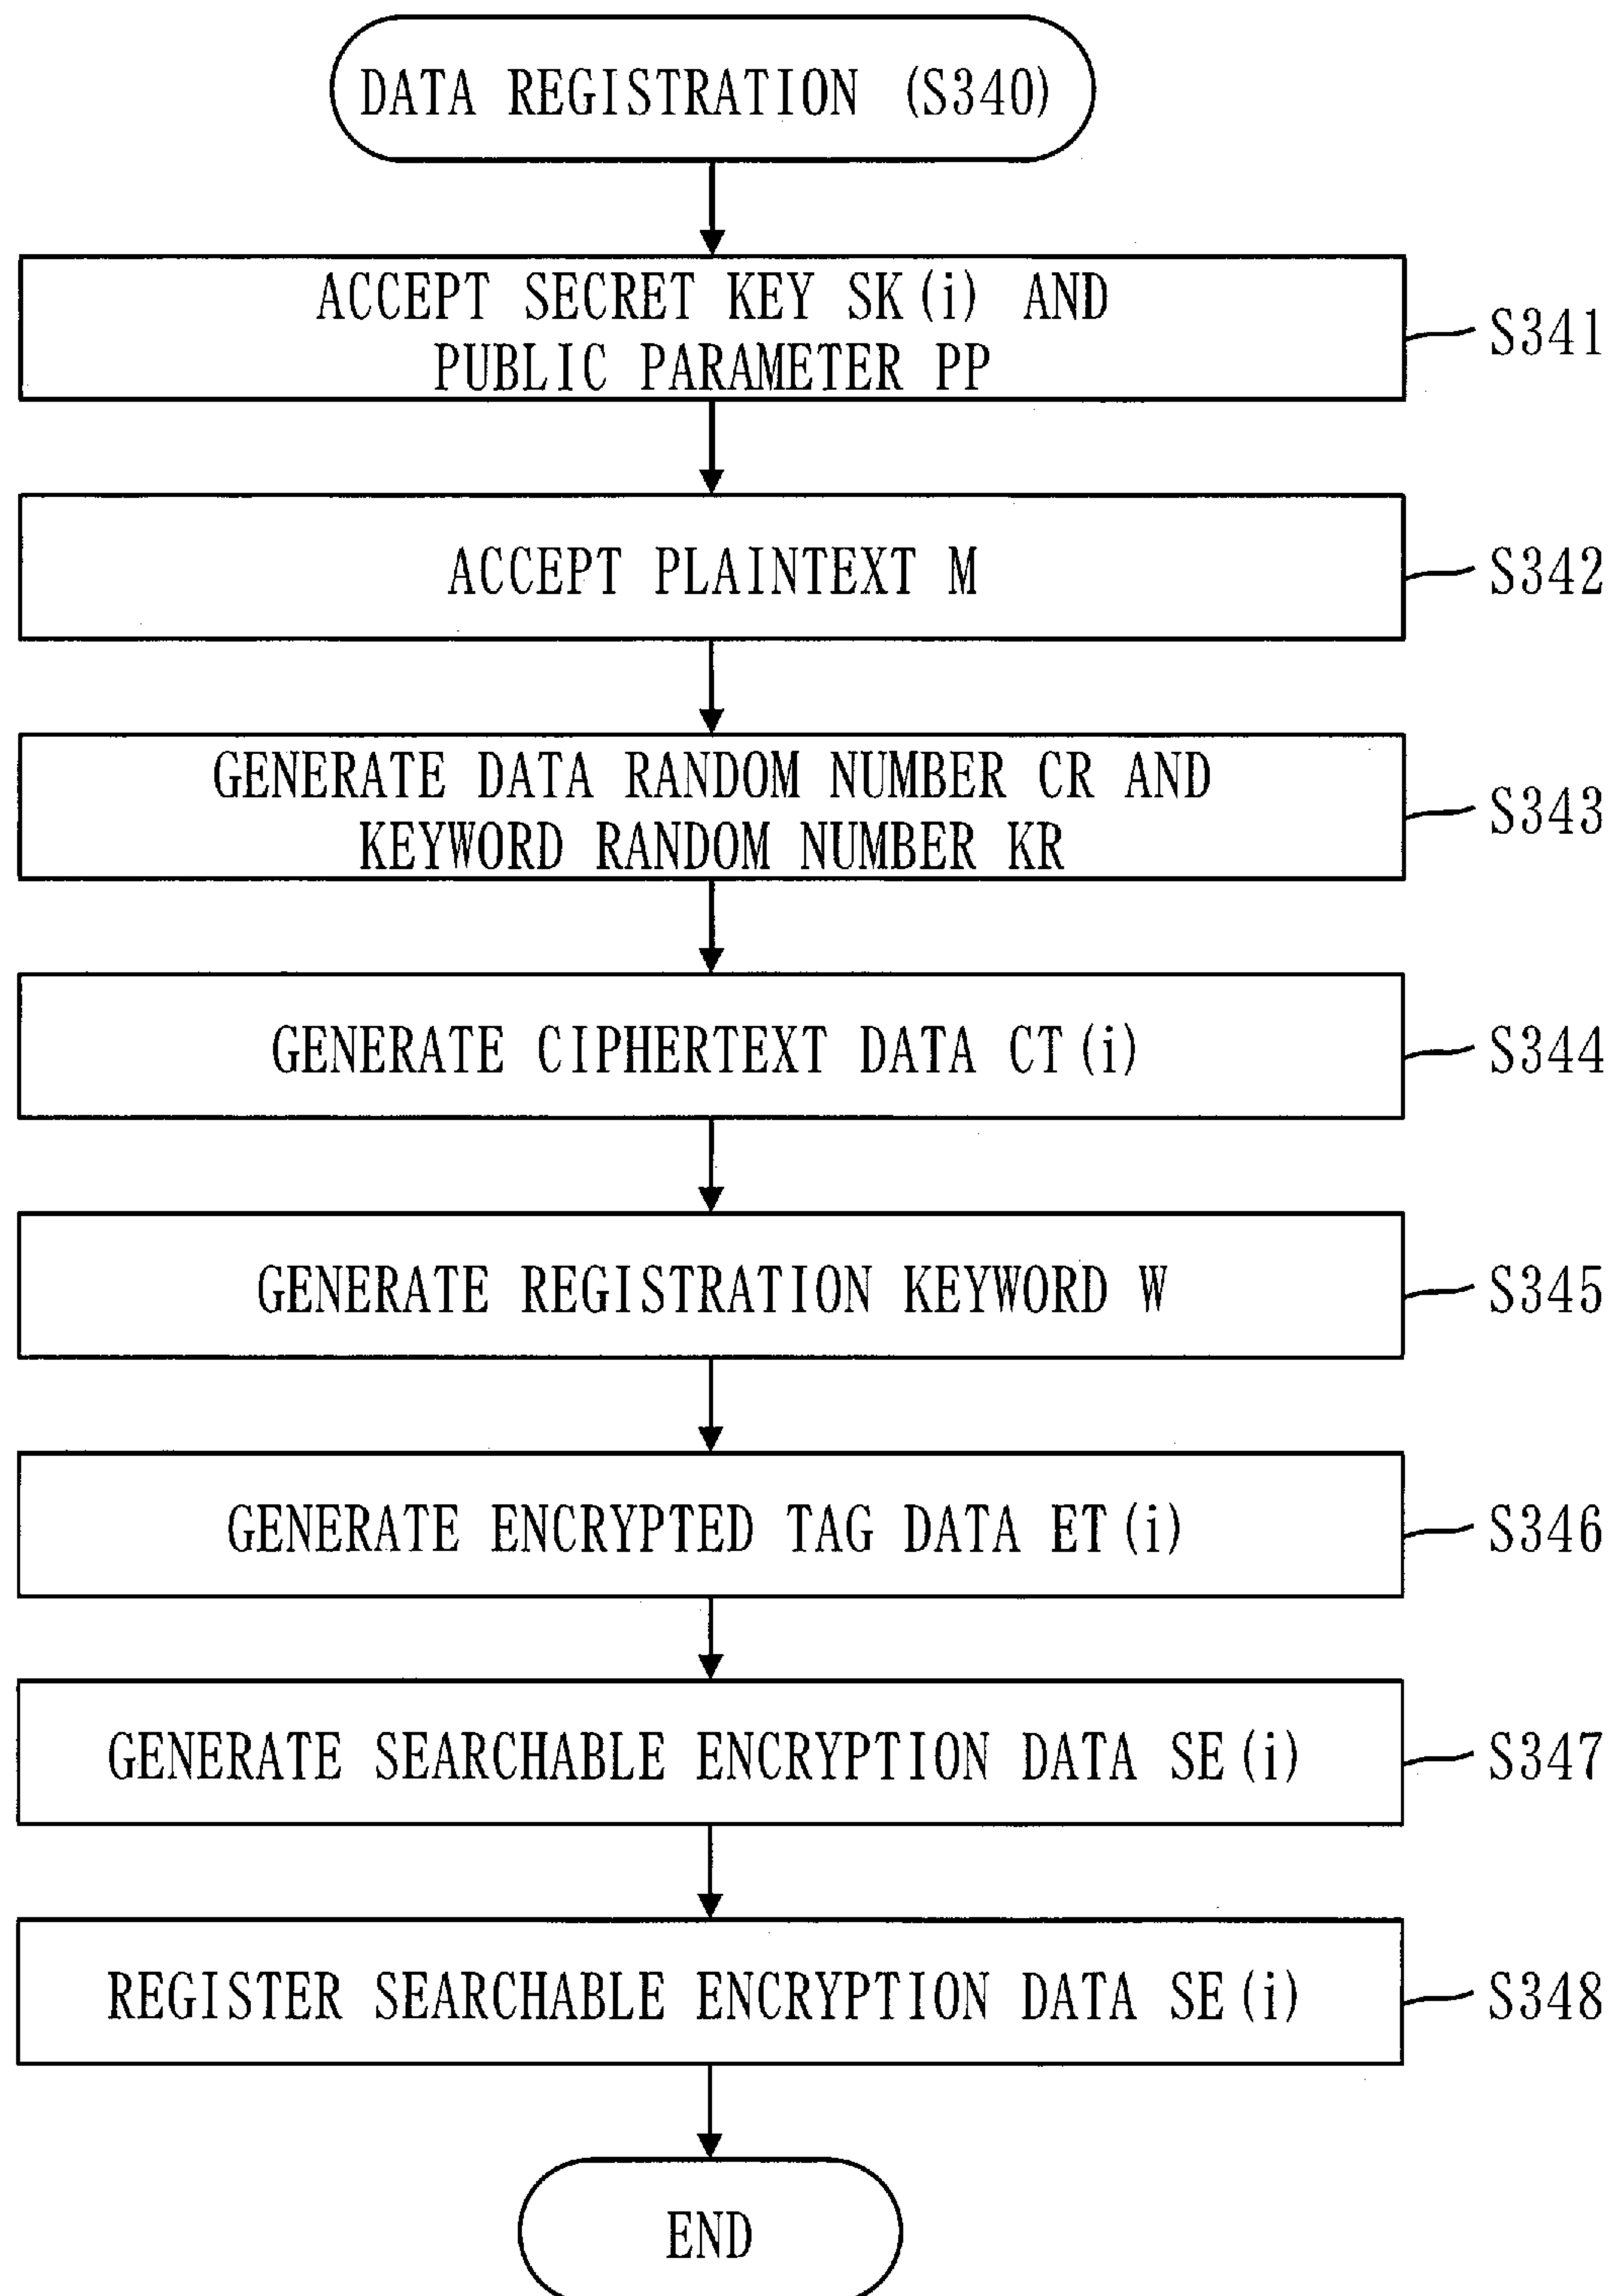 DATA REGISTRATION (S340)
ACCEPT SECRET KEY SK(i) AND
PUBLIC PARAMETER PP
S341
ACCEPT PLAINTEXT M
S342
GENERATE DATA RANDOM NUMBER CR AND
KEYWORD RANDOM NUMBER KR
S343
GENERATE CIPHERTEXT DATA CT(i)
S344
GENERATE REGISTRATION KEYWORD W
S345
GENERATE ENCRYPTED TAG DATA ET(i)
S346
GENERATE SEARCHABLE ENCRYPTION DATA SE(i)
S347
REGISTER SEARCHABLE ENCRYPTION DATA SE(i)
S348
END